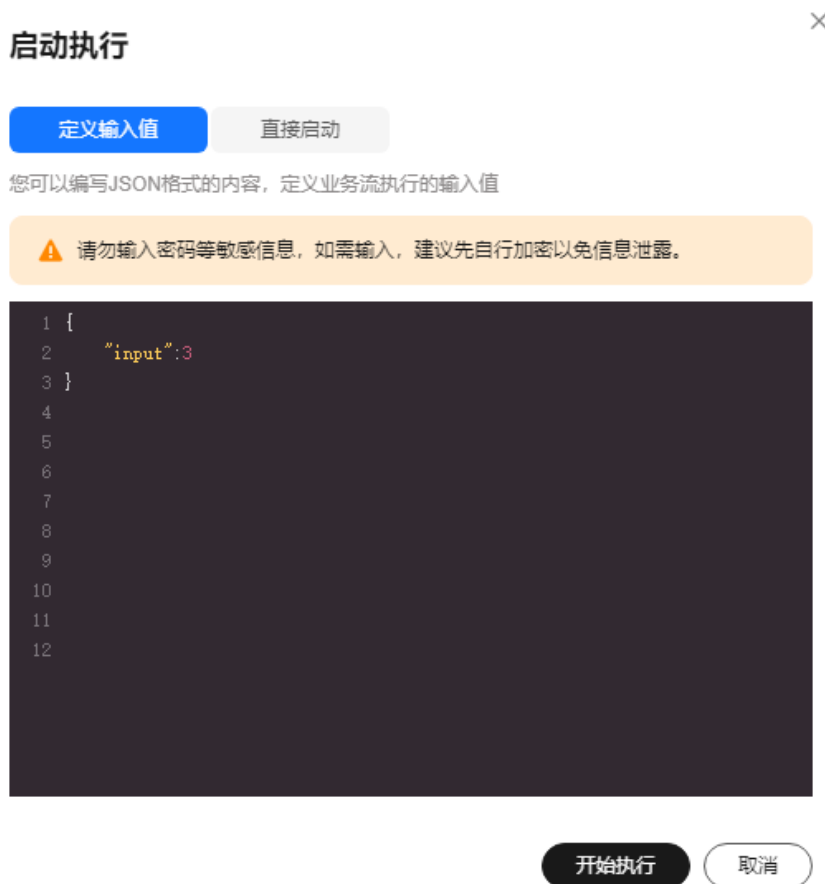 启动执行
定义输入值 直接启动
您可以编写JSON格式的内容，定义业务流执行的输入值
请勿输入密码等敏感信息，如需输入，建议先自行加密以免信息泄露。
1 {
2 "input":3
3 }
4
5
6
7
8
9
10
11
12
开始执行 取消